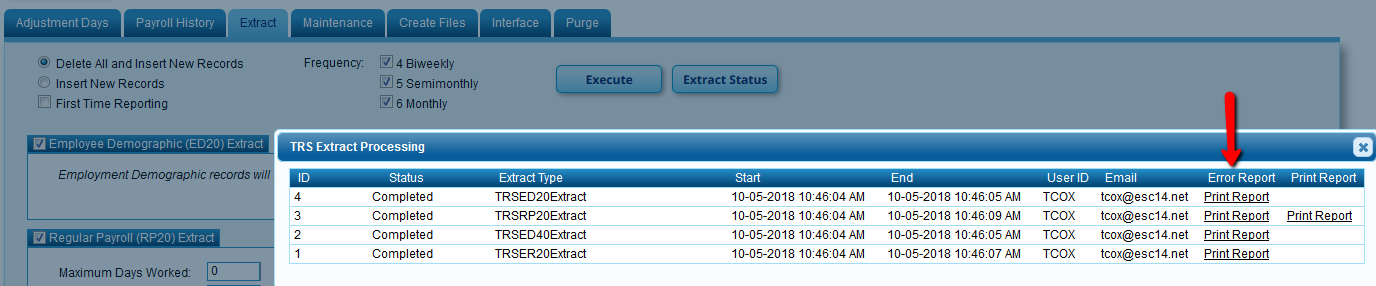 Adjustment Days Payroll History Extract Maintenance Create Files Interface Purge
Delete All and Insert New Records Frequency: 4 Biweekly
Insert New Records 5 Semimonthly Execute Extract Status
First Time Reporting 6 Monthly
Employee Demographic (ED20) Extract
Employment Demographic records will
Regular Payroll (RP20) Extract
Maximum Days Worked: 0
TRS Extract Processing
ID Status Extract Type Start End User ID Email Error Report Print Report
4 Completed TRSED20Extract 10-05-2018 10:46:04 AM 10-05-2018 10:46:05 AM TCOX tcox@esc14.net Print Report
3 Completed TRSRP20Extract 10-05-2018 10:46:04 AM 10-05-2018 10:46:09 AM TCOX tcox@esc14.net Print Report Print Report
2 Completed TRSED40Extract 10-05-2018 10:46:04 AM 10-05-2018 10:46:05 AM TCOX tcox@esc14.net Print Report
1 Completed TRSER20Extract 10-05-2018 10:46:04 AM 10-05-2018 10:46:07 AM TCOX tcox@esc14.net Print Report